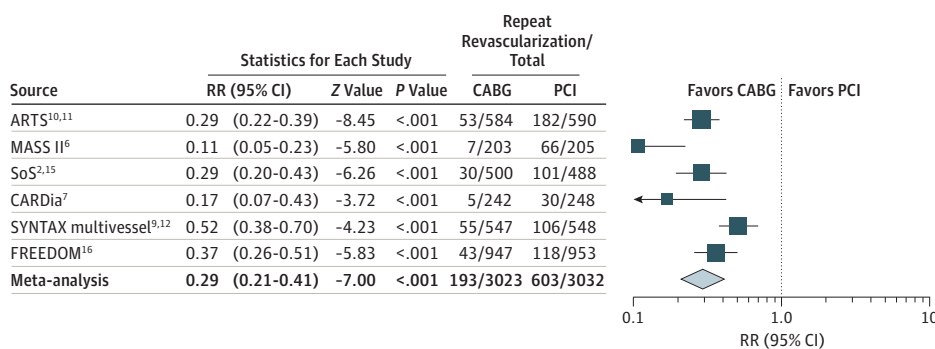 Repeat
Revascularization/
Total
Statistics for Each Study
Source RR (95% CI) Z Value P Value CABG PCI Favors CABG Favors PCI
ARTS10,11 0.29 (0.22-0.39) -8.45 <.001 53/584 182/590
MASS II6 0.11 (0.05-0.23) -5.80 <.001 7/203 66/205
SoS2,15 0.29 (0.20-0.43) -6.26 <.001 30/500 101/488
CARDia7 0.17 (0.07-0.43) -3.72 <.001 5/242 30/248
SYNTAX multivessel9,12 0.52 (0.38-0.70) -4.23 <.001 55/547 106/548
FREEDOM16 0.37 (0.26-0.51) -5.83 <.001 43/947 118/953
Meta-analysis 0.29 (0.21-0.41) -7.00 <.001 193/3023 603/3032
0.1 1.0 10
RR (95% CI)